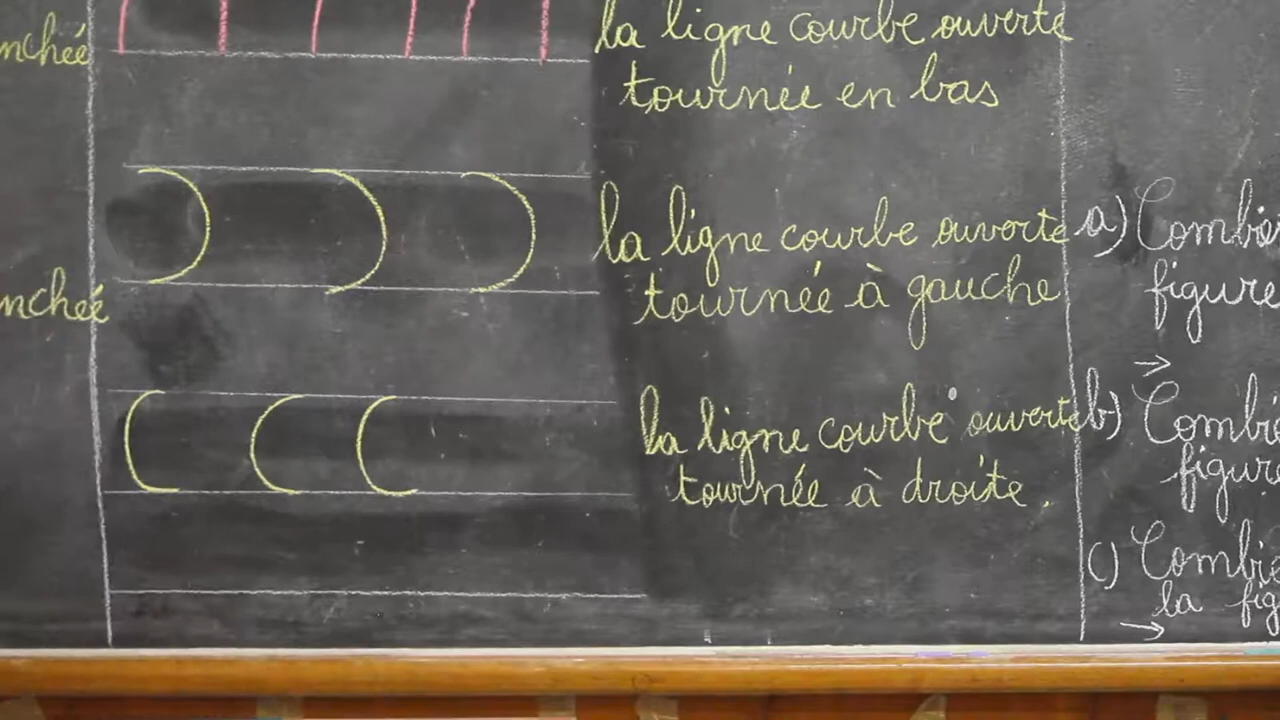 nchée
la ligne courbe ouverte
tournée en bas
ncheé
la ligne courbe ouverte
tournée à gauche
la ligne courbe ouverte
tournée à droite.
a) Combie
figure
b) Combie
figure
c) Combie
la fig